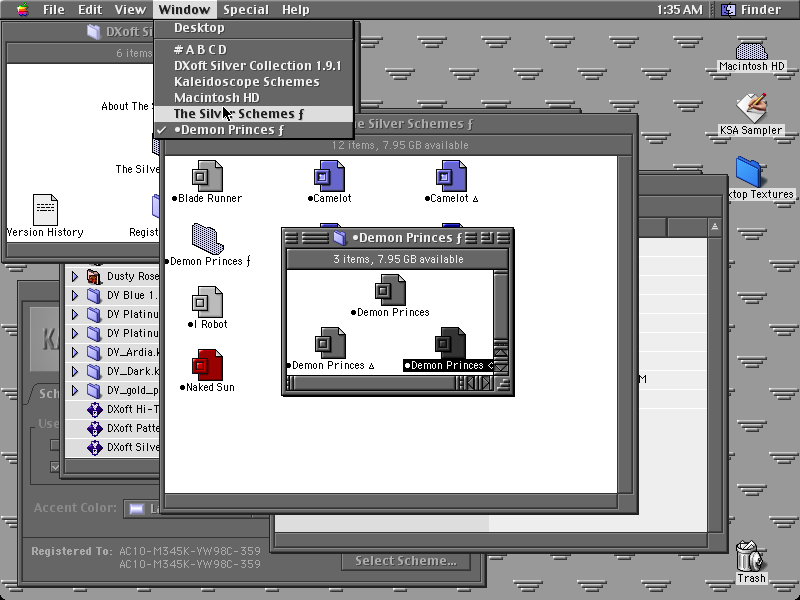 File Edit View Window Special Help 1:35 AM Finder
Desktop
# A B C D
DXoft Silver Collection 1.9.1
Kaleidoscope Schemes
Macintosh HD
The Silver Schemes ƒ
✓ •Demon Princes ƒ
DXoft Si
6 items
About The S
The Silv
Version History
Regist
e Silver Schemes ƒ
12 items, 7.95 GB available
•Blade Runner
•Camelot
•Camelot ▵
•Demon Princes ƒ
•I Robot
•Naked Sun
•Demon Princes ƒ
3 items, 7.95 GB available
•Demon Princes
•Demon Princes ▵
•Demon Princes
Dusty Rose
DV Blue 1.
DV Platinu
DV Platinu
DV_Ardia.k
DV_Dark.k
DV_gold_p
DXoft Hi-T
DXoft Patte
DXoft Silve
Sch
Use
Accent Color: L
Registered To: AC10-M345K-YW98C-359
AC10-M345K-YW98C-359
Select Scheme...
M
Macintosh HD
KSA Sampler
ktop Textures
Trash